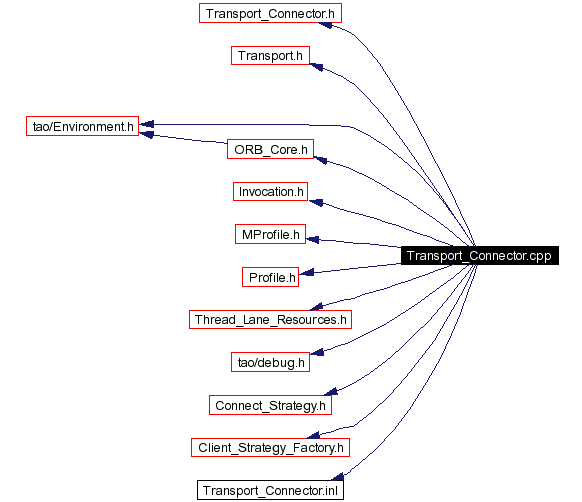 Transport_Connector.h
Transport.h
tao/Environment.h
ORB_Core.h
Invocation.h
MProfile.h
Transport_Connector.cpp
Profile.h
Thread_Lane_Resources.h
tao/debug.h
Connect_Strategy.h
Client_Strategy_Factory.h
Transport_Connector.inl